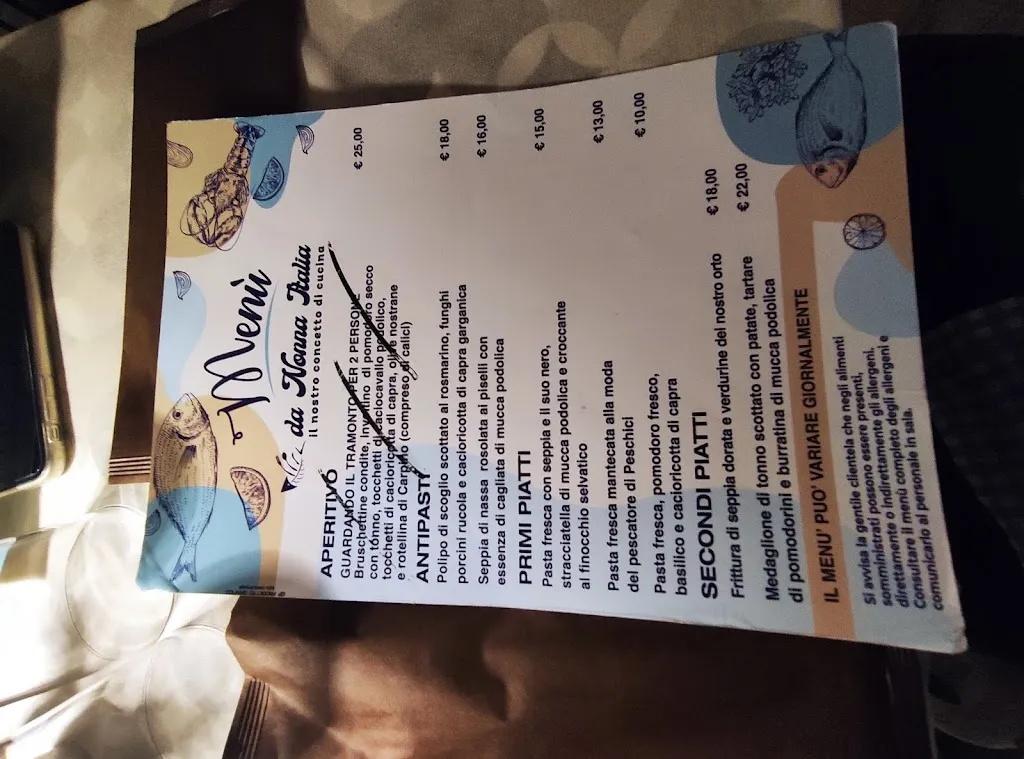 Menù
da Nonna Italia
il nostro concetto di cucina
APERITIVO
GUARDANDO IL TRAMONTO PER 2 PERSONE € 25,00
Bruschettine condite, involtino di pomodoro secco
con tonno, tocchetti di caciocavallo podolico,
tocchetti di cacioricotta di capra, olive nostrane
e rotellina di Carpino (compreso di calici)
ANTIPASTI
Polipo di scoglio scottato al rosmarino, funghi € 18,00
porcini rucola e cacioricotta di capra garganica
Seppia di nassa rosolata ai piselli con € 16,00
essenza di cagliata di mucca podolica
PRIMI PIATTI
Pasta fresca con seppia e il suo nero, € 15,00
stracciatella di mucca podolica e croccante
al finocchio selvatico
Pasta fresca mantecata alla moda € 13,00
del pescatore di Peschici
Pasta fresca, pomodoro fresco, € 10,00
basilico e cacioricotta di capra
SECONDI PIATTI
Frittura di seppia dorata e verdurine del nostro orto € 18,00
Medaglione di tonno scottato con patate, tartare € 22,00
di pomodorini e burratina di mucca podolica
IL MENU' PUO' VARIARE GIORNALMENTE
Si avvisa la gentile clientela che negli alimenti
somministrati possono essere presenti,
direttamente o indirettamente gli allergeni.
Consultare il menù completo degli allergeni e
comunicarlo al personale in sala.